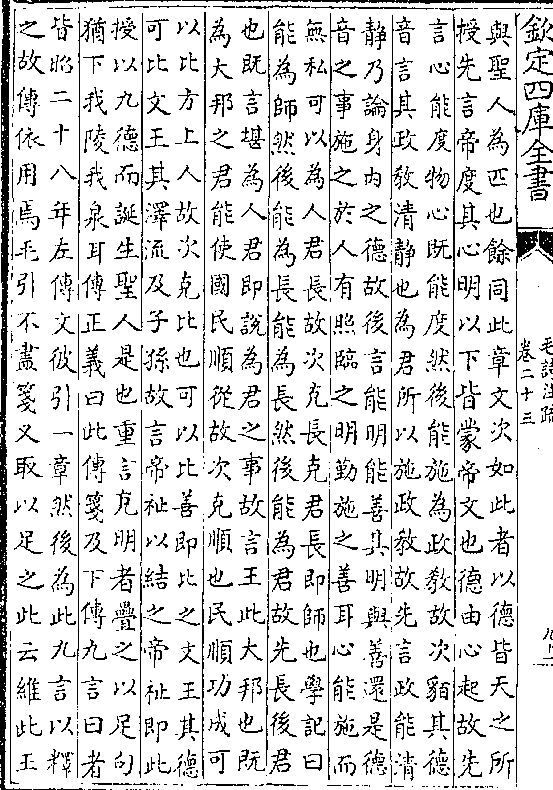 欽定四庫全書
毛詩注疏
卷二十三
與聖人為匹也餘同此章文次如此者以德皆天之所
授先言帝度其心明以下皆蒙帝文也德由心起故先
言心能度物心既能度然後能施為政教故次貊其德
音言其政教清静也為君所以施政教故先言政能清
静乃論身内之德故後言能明能善其明與善還是德
音之事施之於人有照臨之明勤施之善耳心能施而
無私可以為人君長故次克長克君長即師也學記曰
能為師然後能為長能為長然後能為君故先長後君
也既言堪為人君即説為君之事故言王此大邦也既
為大邦之君能使國民順從故次克順也民順功成可
以比方上人故次克比也可以比善即比之文王其德
可比文王其澤流及子孫故言帝祉以結之帝祉即此
授以九德而誕生聖人是也重言克明者疊之以足句
猶下我陵我泉耳傳正義曰此傳箋及下傳九言曰者
皆昭二十八年左傳文彼引一章然後為此九言以釋
之故傳依用焉毛引不盡箋又取以足之此云維此王